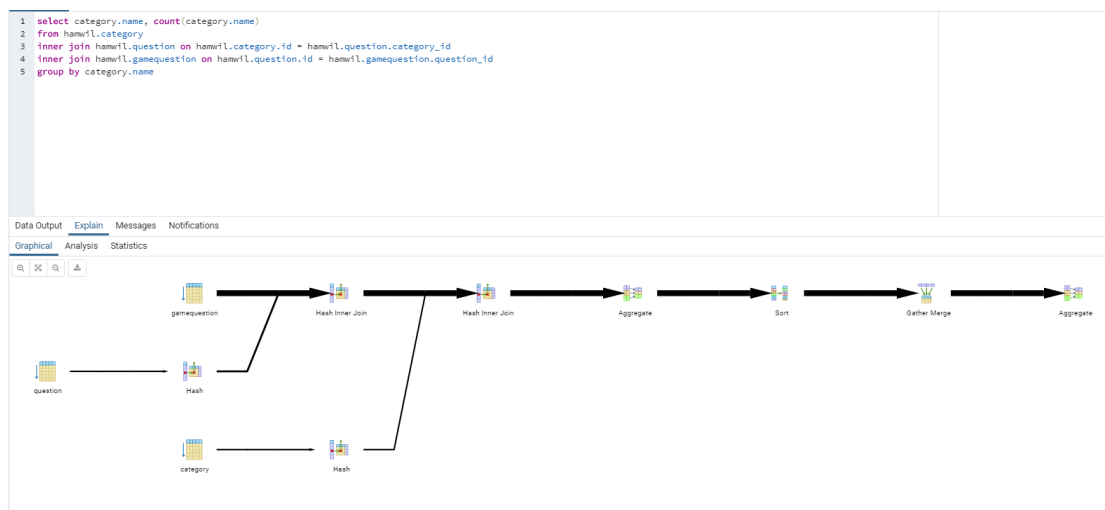 1 select category.name, count(category.name)
2 from hamwil.category
3 inner join hamwil.question on hamwil.category.id = hamwil.question.category_id
4 inner join hamwil.gamequestion on hamwil.question.id = hamwil.gamequestion.question_id
5 group by category.name
Data Output Explain Messages Notifications
Graphical Analysis Statistics
gamequestion Hash Inner Join Hash Inner Join Aggregate Sort Gather Merge Aggregate
question Hash
category Hash